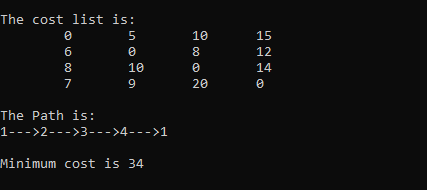 The cost list is:
0 5 10 15
6 0 8 12
8 10 0 14
7 9 20 0
The Path is:
1--->2--->3--->4--->1
Minimum cost is 34